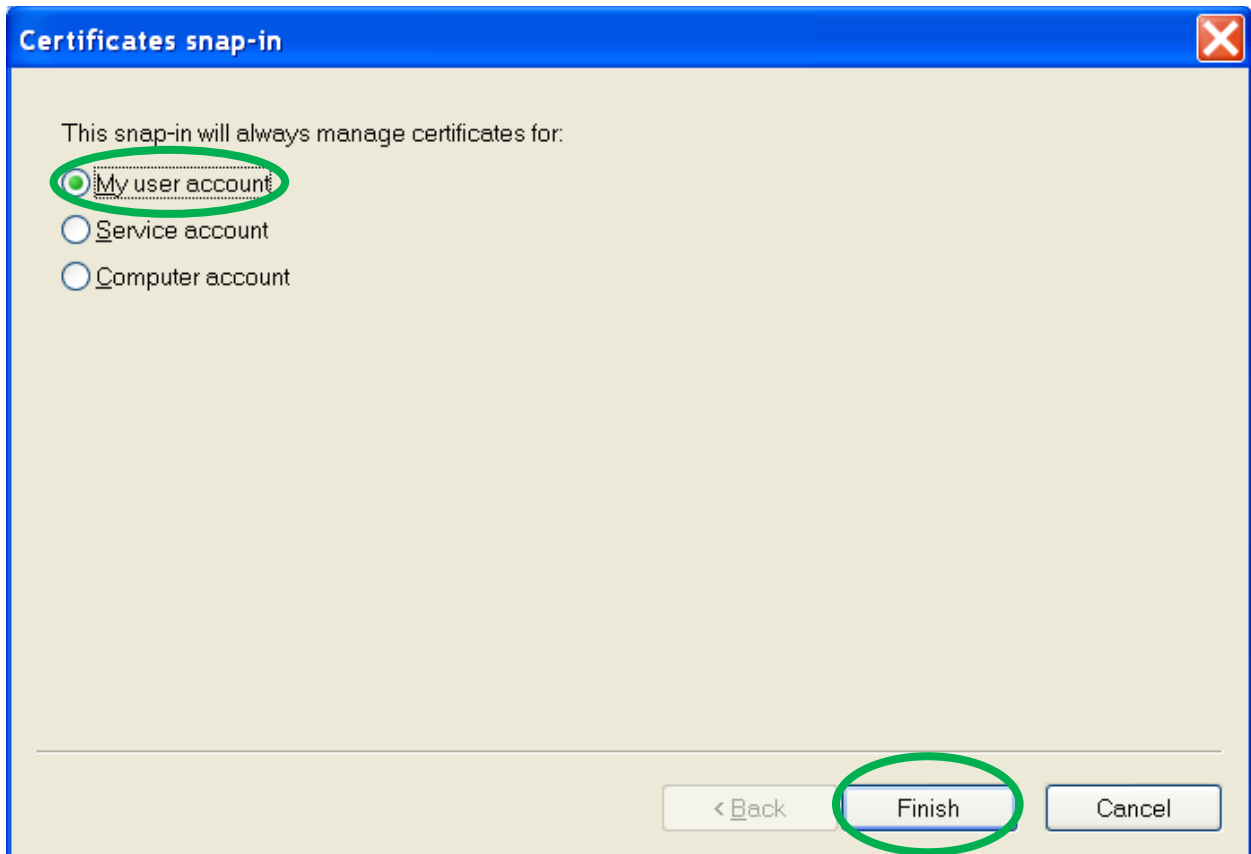 Certificates snap-in
This snap-in will always manage certificates for:
My user account
Service account
Computer account
< Back Finish Cancel